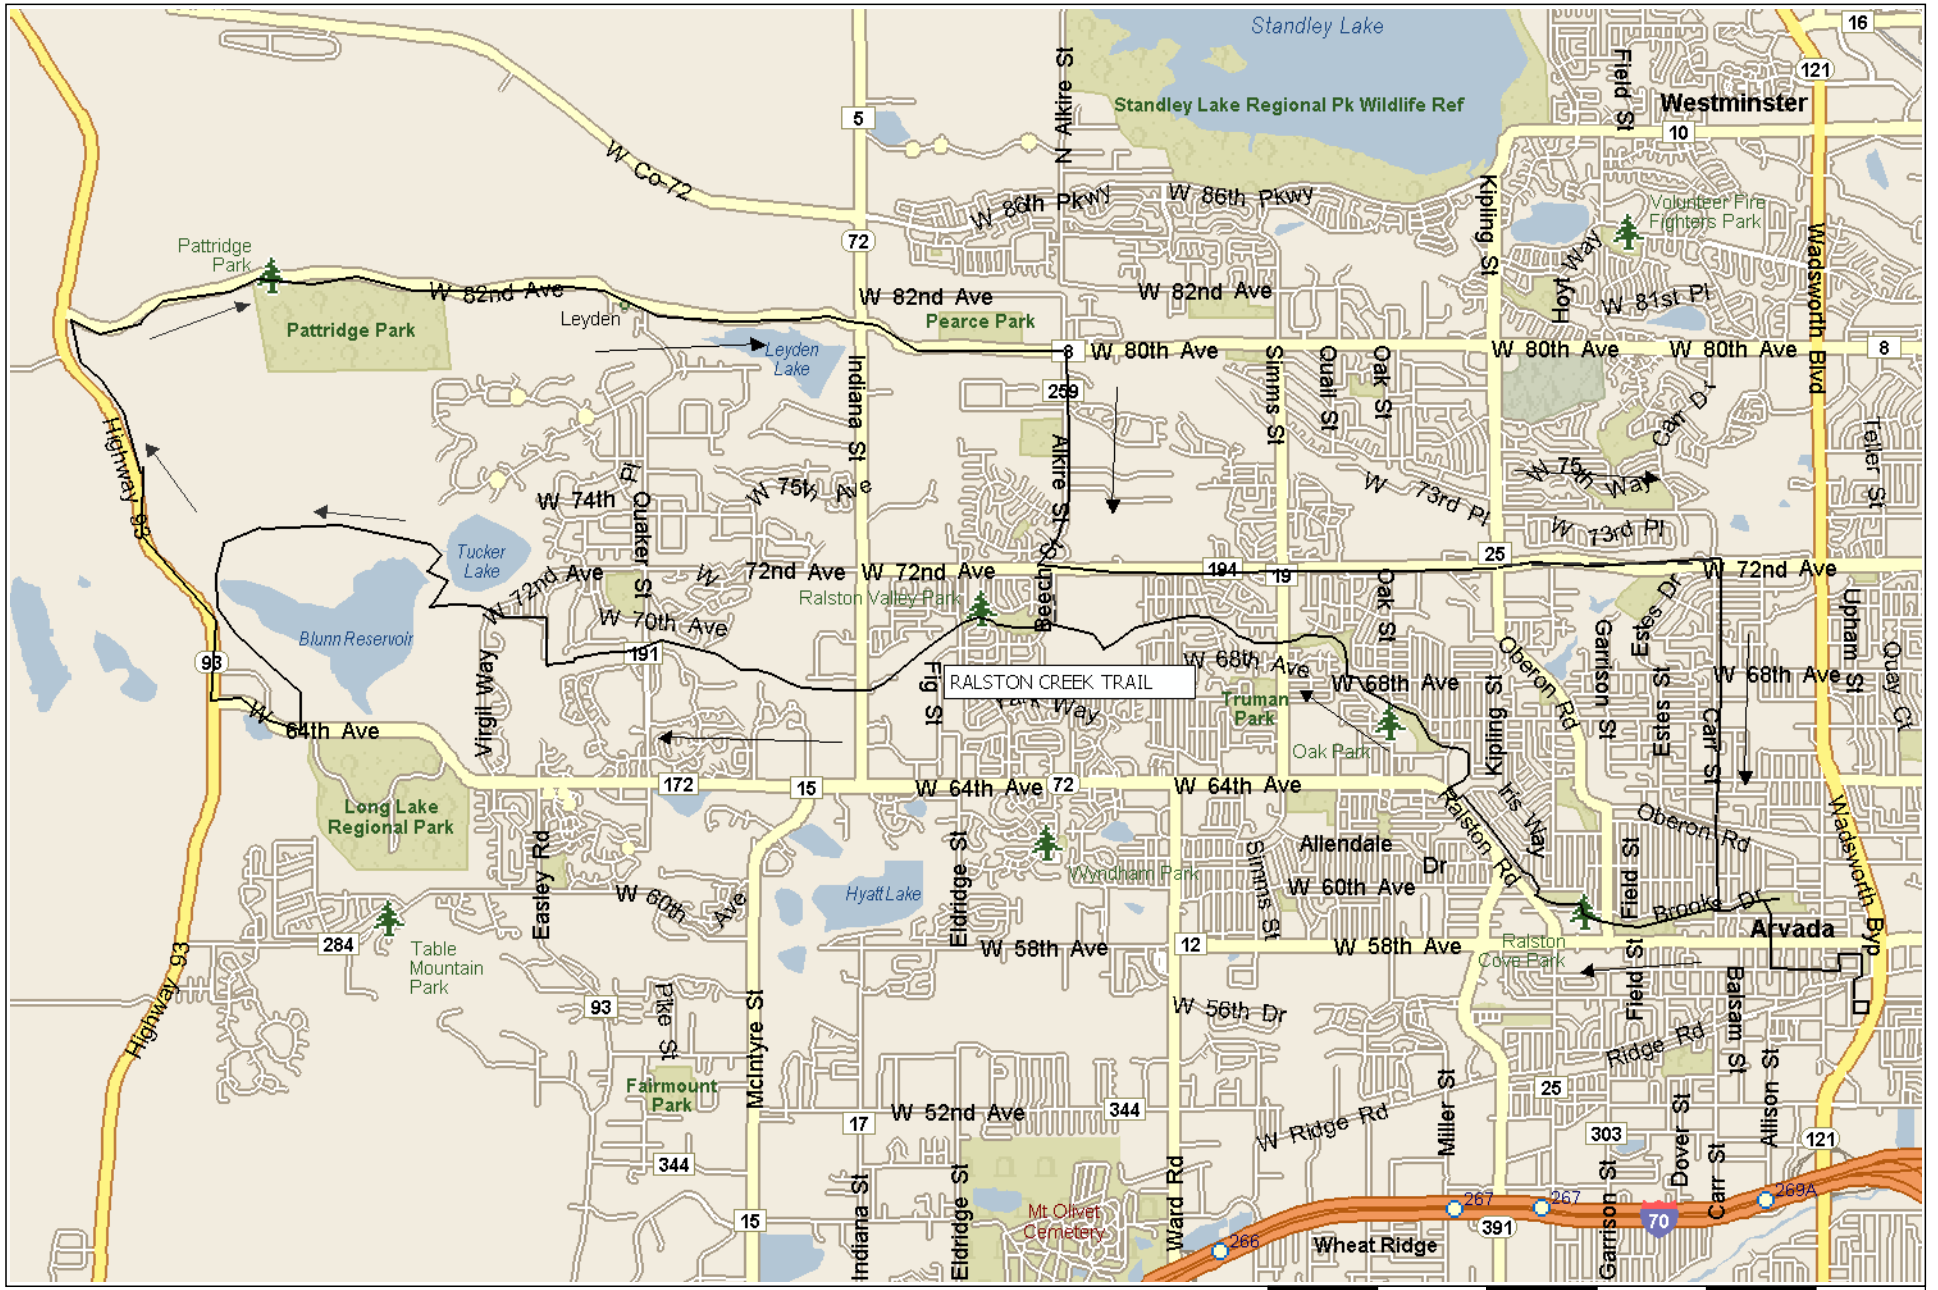 Standley Lake
16
Field St
121
Westminster
N Alkire St
Standley Lake Regional Pk Wildlife Ref
5
10
W Co-72
W 86th Pkwy
W 86th Pkwy
Kipling St
Volunteer Fire
Fighters Park
72
Pattridge
Park
Hoyt Way
Wadsworth Blvd
W 82nd Ave
W 82nd Ave
W 82nd Ave
W 81st Pl
Leyden
Pearce Park
Pattridge Park
Leyden
Lake
8
W 80th Ave
W 80th Ave
W 80th Ave
8
Indiana St
Simms St
Quail St
Oak St
259
Carr Dr
Highway 93
Alkire St
Teller St
W 74th Pl
W 75th Ave
W 73rd Pl
W 75th Way
W 73rd Pl
Quaker St
Tucker
Lake
25
W 72nd Ave
W
72nd Ave
W 72nd Ave
194
19
W 72nd Ave
Ralston Valley Park
Beech St
Oak St
Estes Dr
Upham St
W 70th Ave
Blunn Reservoir
Garrison St
Oberon Rd
Quay Ct
93
191
W 68th Ave
W 68th Ave
W 68th Ave
RALSTON CREEK TRAIL
Fig St
Park Way
Truman
Park
Kipling St
Estes St
Carr St
Virgil Way
W 64th Ave
Oak Park
172
15
W 64th Ave
72
W 64th Ave
Iris Way
Long Lake
Regional Park
Ralston Rd
Oberon Rd
Wadsworth Byp
Easley Rd
Eldridge St
Allendale
Dr
Simms St
Field St
Wyndham Park
Hyatt Lake
W 60th Ave
W 60th Ave
Brooks Dr
Arvada
284
Table
Mountain
Park
W 58th Ave
12
W 58th Ave
Ralston
Cove Park
Field St
Balsam St
Highway 93
93
Pike St
McIntyre St
W 56th Dr
Ridge Rd
Fairmount
Park
25
Miller St
Allison St
W 52nd Ave
344
17
W Ridge Rd
303
Dover St
121
344
Indiana St
Eldridge St
Ward Rd
Garrison St
Carr St
15
Mt Olivet
Cemetery
267
267
269A
391
70
266
Wheat Ridge